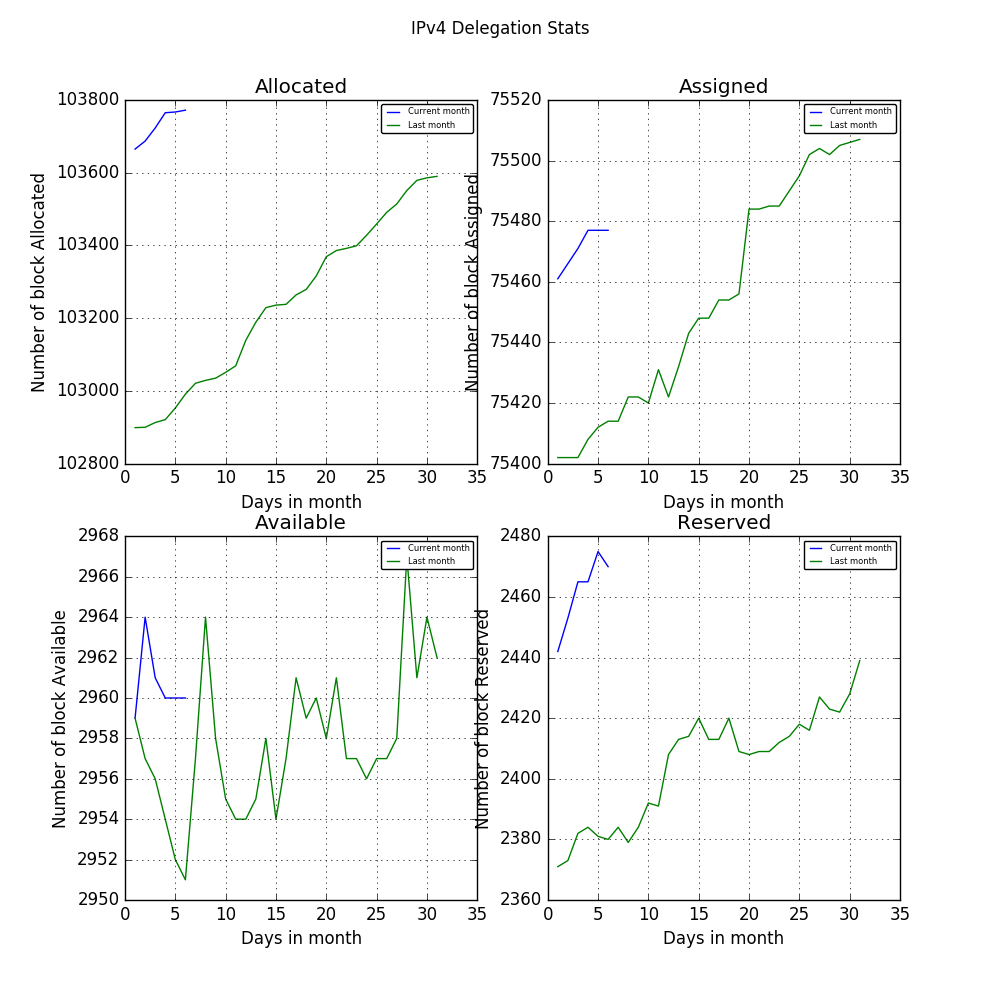 IPv4 Delegation Stats
Allocated
Number of block Allocated
103800
103600
103400
103200
103000
102800
0 5 10 15 20 25 30 35
Days in month
Current month
Last month
Assigned
Number of block Assigned
75520
75500
75480
75460
75440
75420
75400
0 5 10 15 20 25 30 35
Days in month
Current month
Last month
Available
Number of block Available
2968
2966
2964
2962
2960
2958
2956
2954
2952
2950
0 5 10 15 20 25 30 35
Days in month
Current month
Last month
Reserved
Number of block Reserved
2480
2460
2440
2420
2400
2380
2360
0 5 10 15 20 25 30 35
Days in month
Current month
Last month